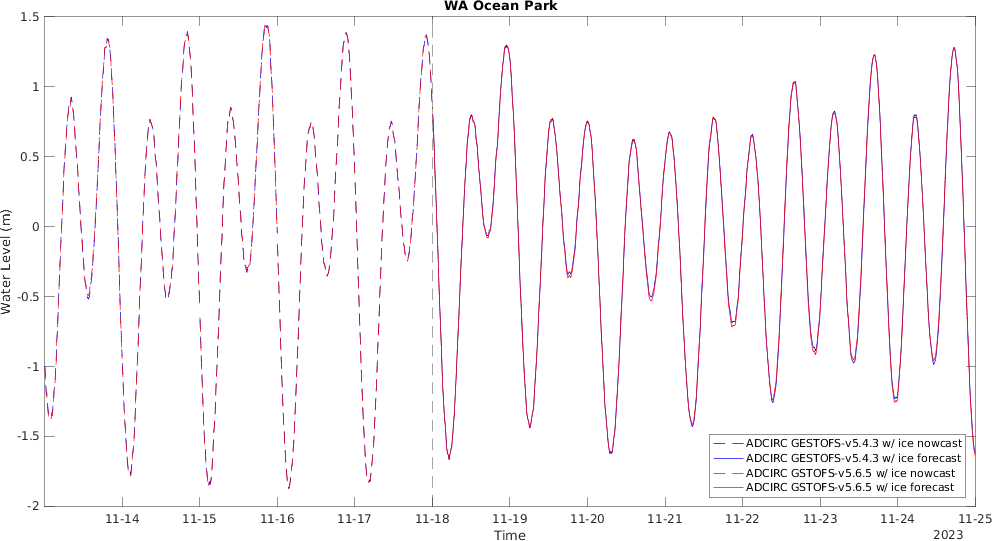 WA Ocean Park
1.5
1
0.5
0
-0.5
-1
-1.5
-2
Water Level (m)
11-14 11-15 11-16 11-17 11-18 11-19 11-20 11-21 11-22 11-23 11-24 11-25
Time
2023
ADCIRC GESTOFS-v5.4.3 w/ ice nowcast
ADCIRC GESTOFS-v5.4.3 w/ ice forecast
ADCIRC GSTOFS-v5.6.5 w/ ice nowcast
ADCIRC GSTOFS-v5.6.5 w/ ice forecast